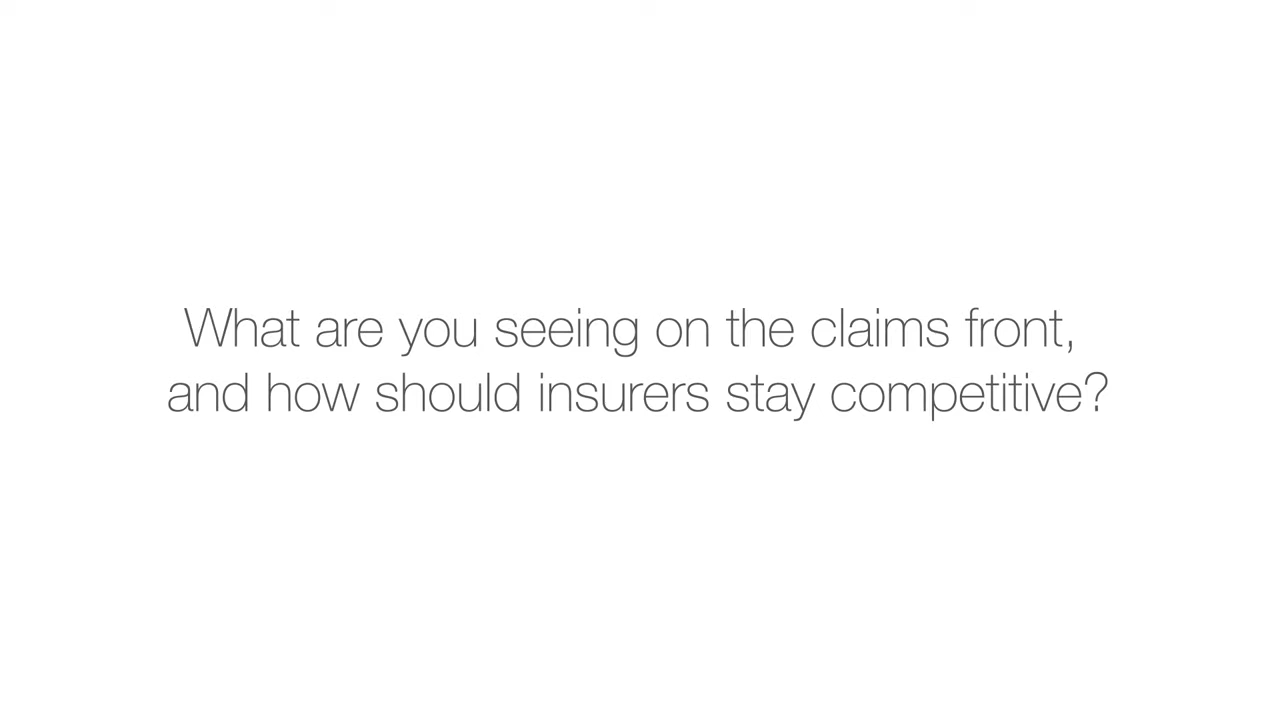 What are you seeing on the claims front,
and how should insurers stay competitive?